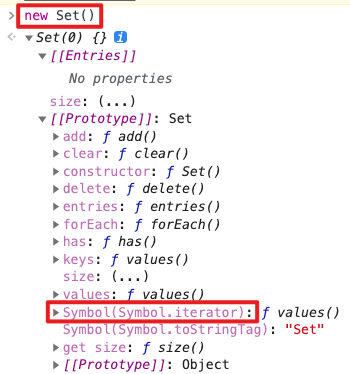 > new Set()
Set(0) {} i
[[Entries]]
No properties
size: (...)
[[Prototype]]: Set
add: ƒ add()
clear: ƒ clear()
constructor: ƒ Set()
delete: ƒ delete()
entries: ƒ entries()
forEach: ƒ forEach()
has: ƒ has()
keys: ƒ values()
size: (...)
values: ƒ values()
Symbol(Symbol.iterator): ƒ values()
Symbol(Symbol.toStringTag): "Set"
get size: ƒ size()
[[Prototype]]: Object